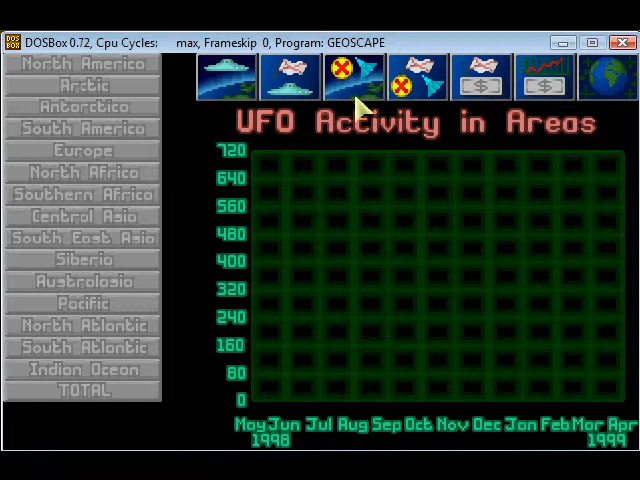 DOSBox 0.72, Cpu Cycles: max, Frameskip 0, Program: GEOSCAPE
North America
Arctic
Antarctica
South America
Europe
North Africa
Southern Africa
Central Asia
South East Asia
Siberia
Australasia
Pacific
North Atlantic
South Atlantic
Indian Ocean
TOTAL
$ $
UFO Activity in Areas
720
640
560
480
400
320
240
160
80
0
May Jun Jul Aug Sep Oct Nov Dec Jan Feb Mar Apr
1998 1999